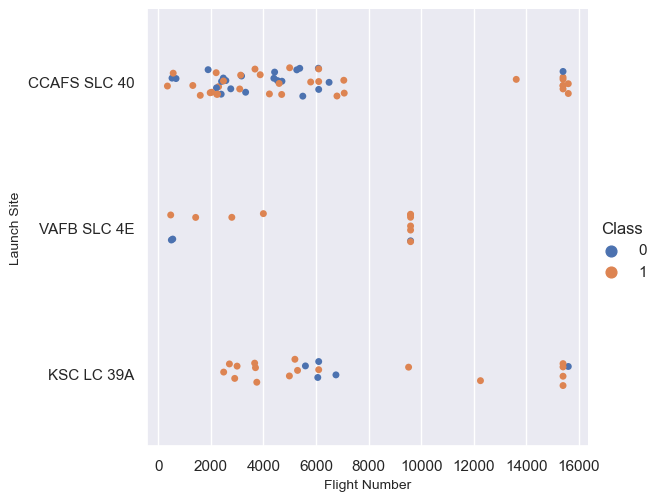 CCAFS SLC 40
VAFB SLC 4E
KSC LC 39A
Launch Site
0 2000 4000 6000 8000 10000 12000 14000 16000
Flight Number
Class
0
1